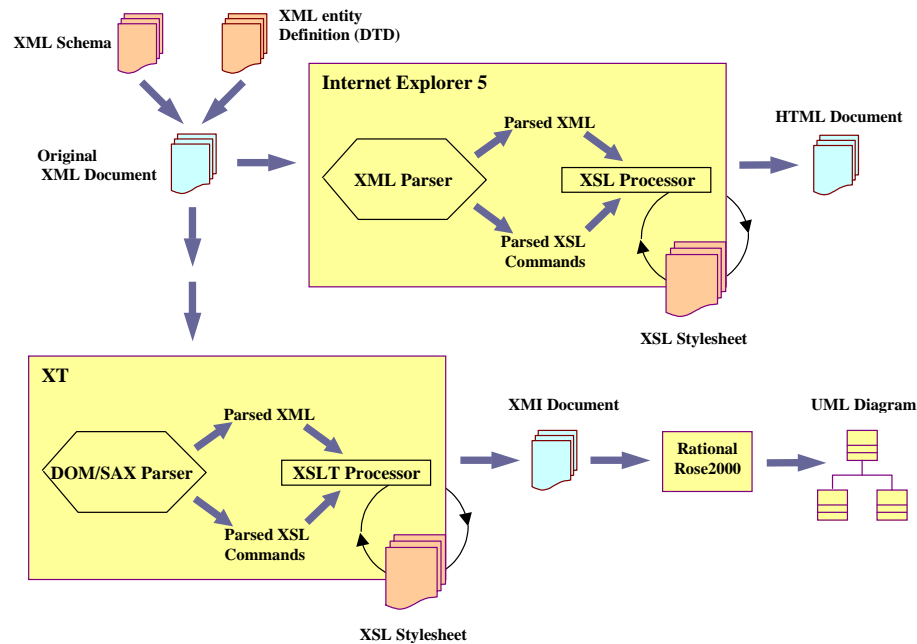 XML Schema
XML entity
Definition (DTD)
Internet Explorer 5
Original
XML Document
Parsed XML
XML Parser
XSL Processor
Parsed XSL
Commands
HTML Document
XSL Stylesheet
XT
Parsed XML
DOM/SAX Parser
XSLT Processor
Parsed XSL
Commands
XSL Stylesheet
XMI Document
Rational
Rose2000
UML Diagram